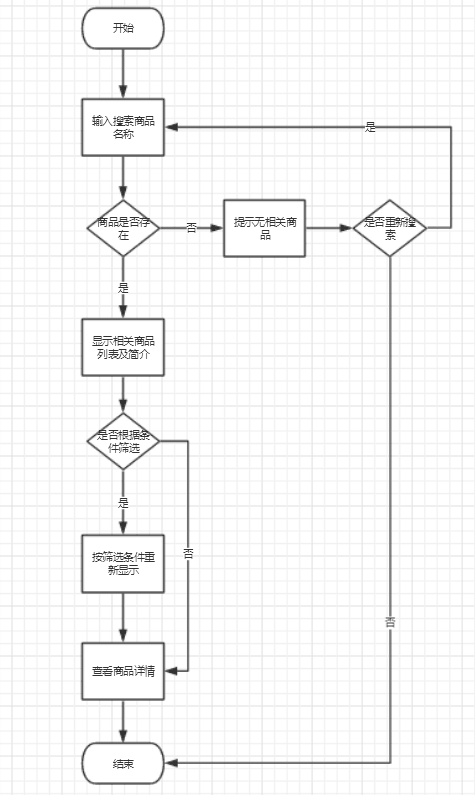 开始
输入搜索商品
名称
是
商品是否存
在
否
提示无相关商
品
是否重新搜
索
是
显示相关商品
列表及简介
是否根据条
件筛选
是
否
按筛选条件重
新显示
否
查看商品详情
结束